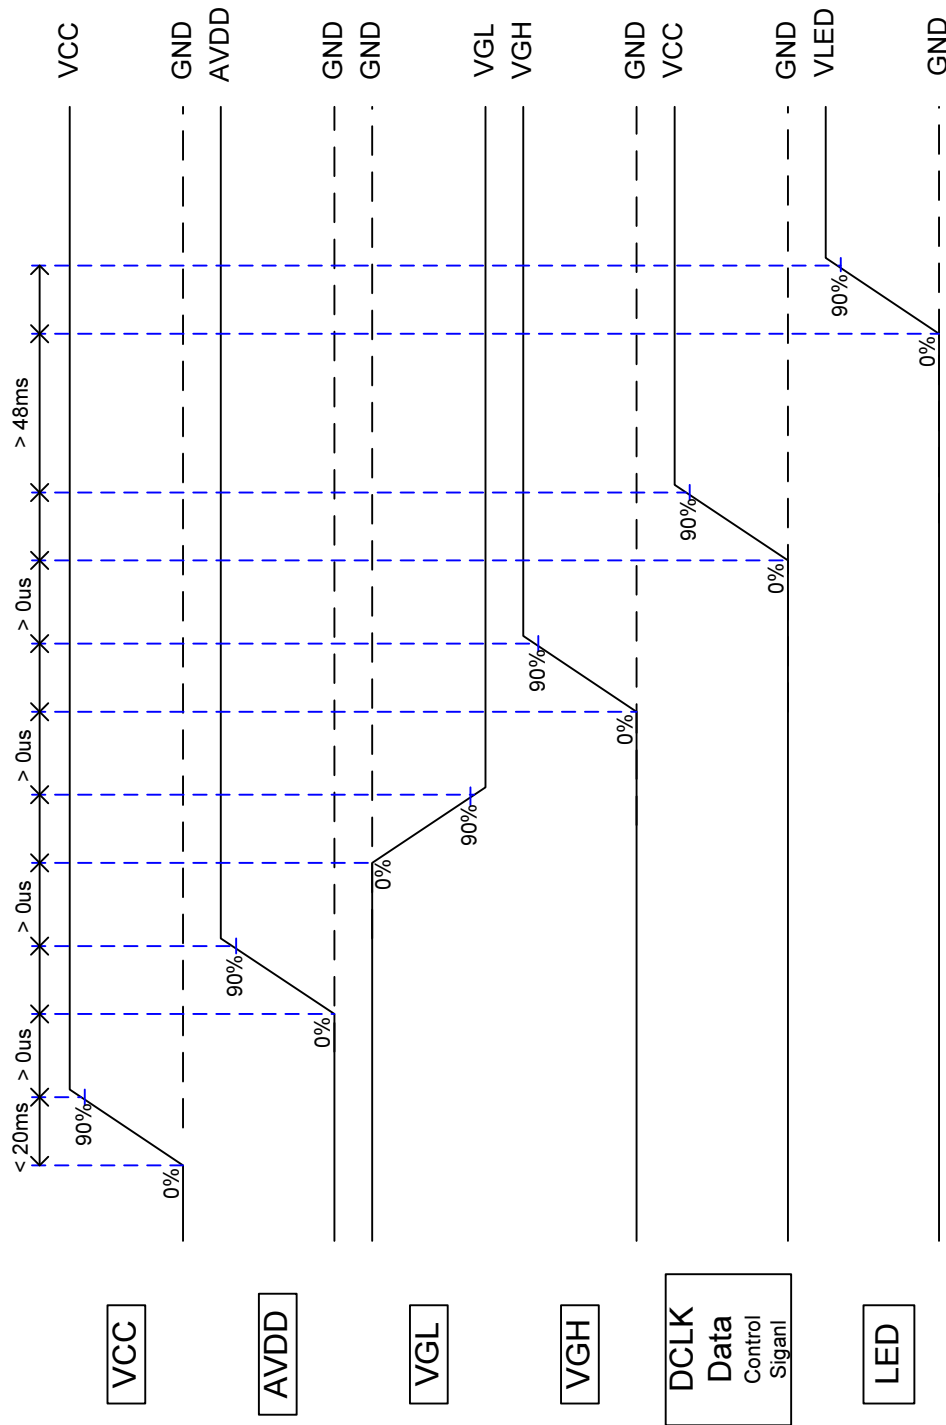 < 20ms
> 0us
> 0us
> 0us
> 0us
> 48ms
VCC
90%
0%
VCC
GND
AVDD
90%
0%
AVDD
GND
VGL
0%
90%
GND
VGL
VGH
90%
0%
VGH
GND
DCLK
Data
Control
Siganl
90%
0%
VCC
GND
LED
90%
0%
VLED
GND